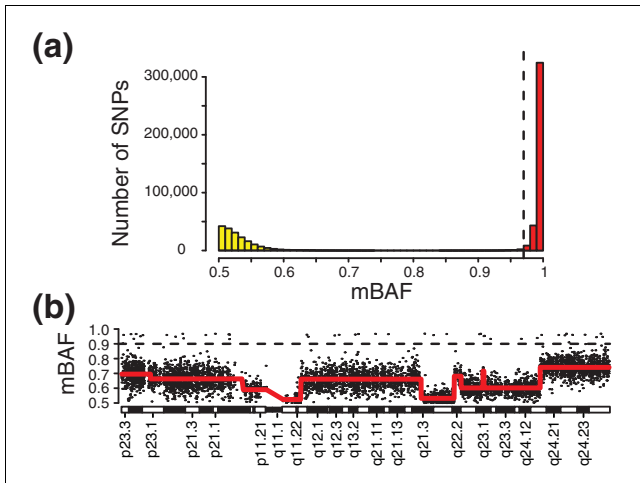 (a)
Number of SNPs
300,000
200,000
100,000
0
0.5 0.6 0.7 0.8 0.9 1
mBAF
(b)
mBAF
1.0
0.9
0.8
0.7
0.6
0.5
p23.3 p23.1 p21.3 p21.1 p11.21 q11.1 q11.22 q12.1 q12.3 q13.2 q21.11 q21.13 q21.3 q22.2 q23.1 q23.3 q24.12 q24.21 q24.23